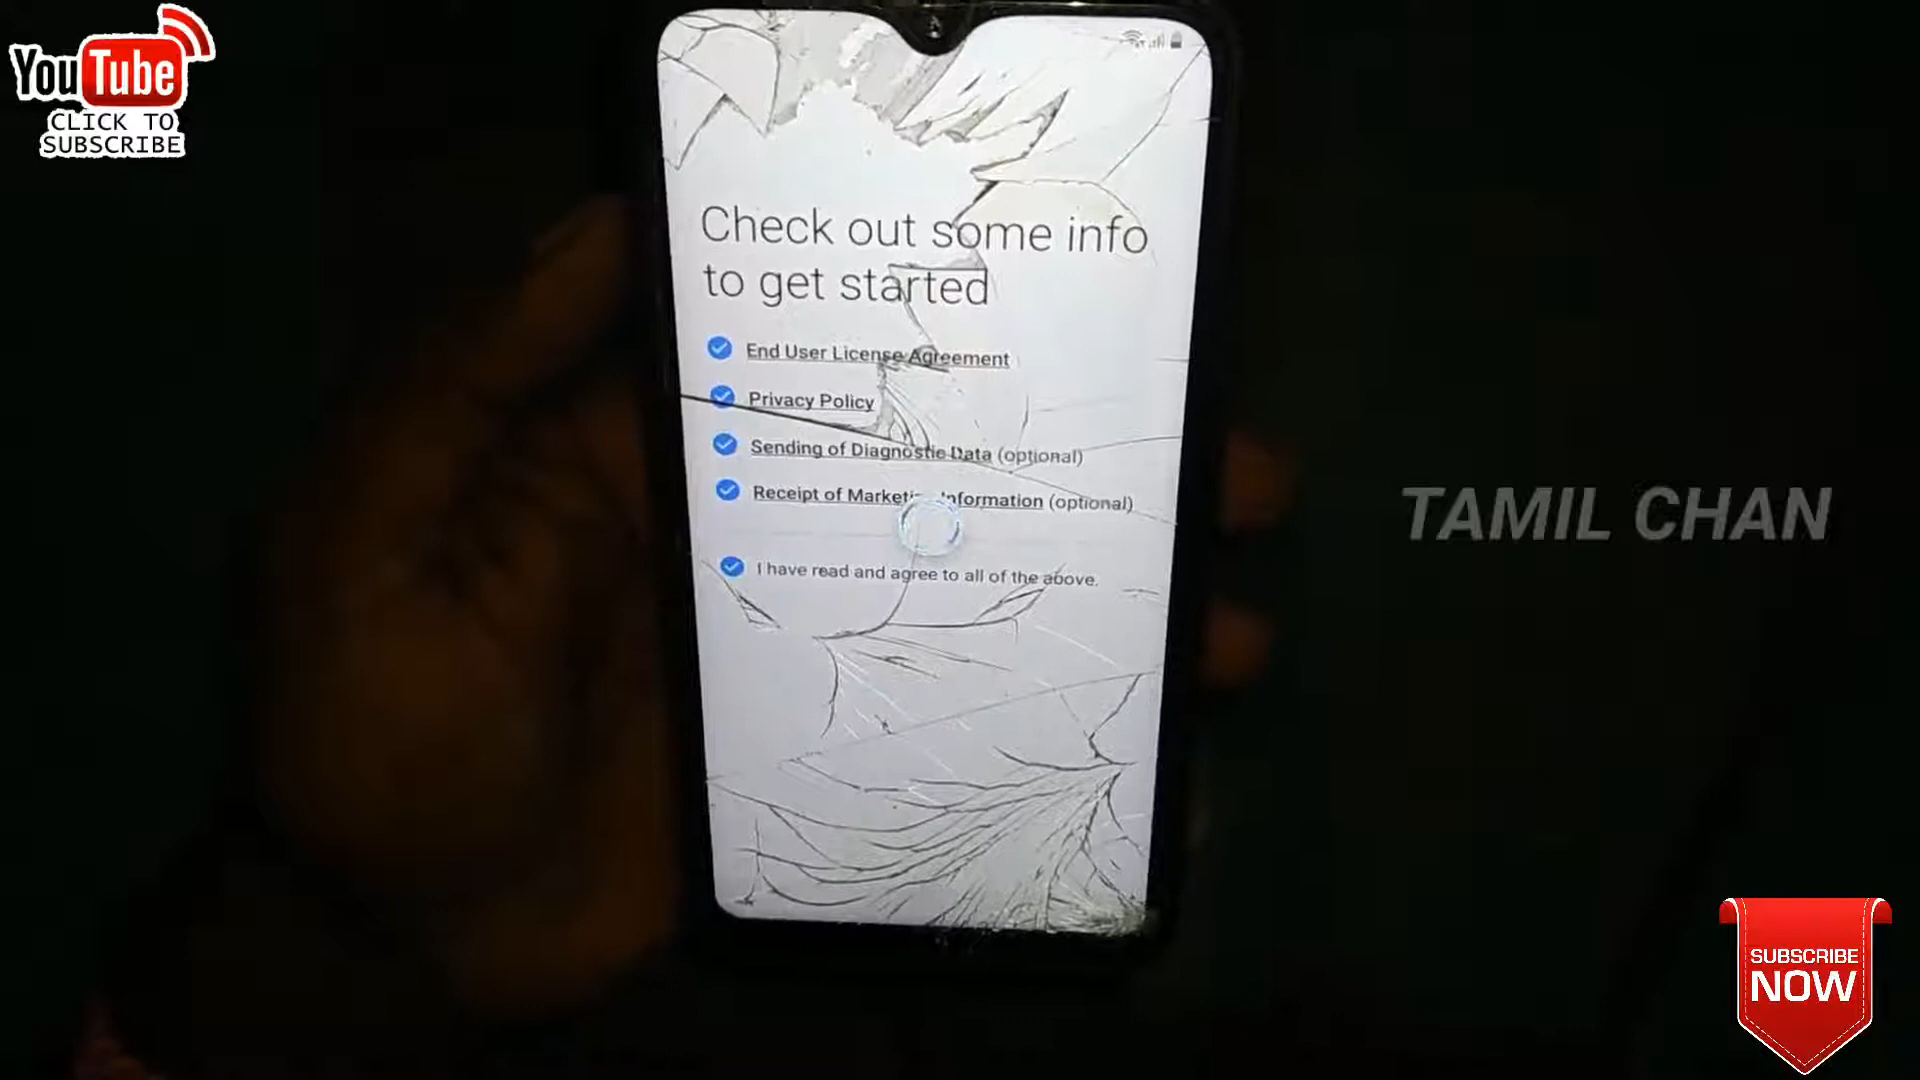 YouTube
CLICK TO
SUBSCRIBE
Check out some info
to get started
End User License Agreement
Privacy Policy
Sending of Diagnostic Data (optional)
Receipt of Marketing Information (optional)
I have read and agree to all of the above.
TAMIL CHAN
SUBSCRIBE
NOW